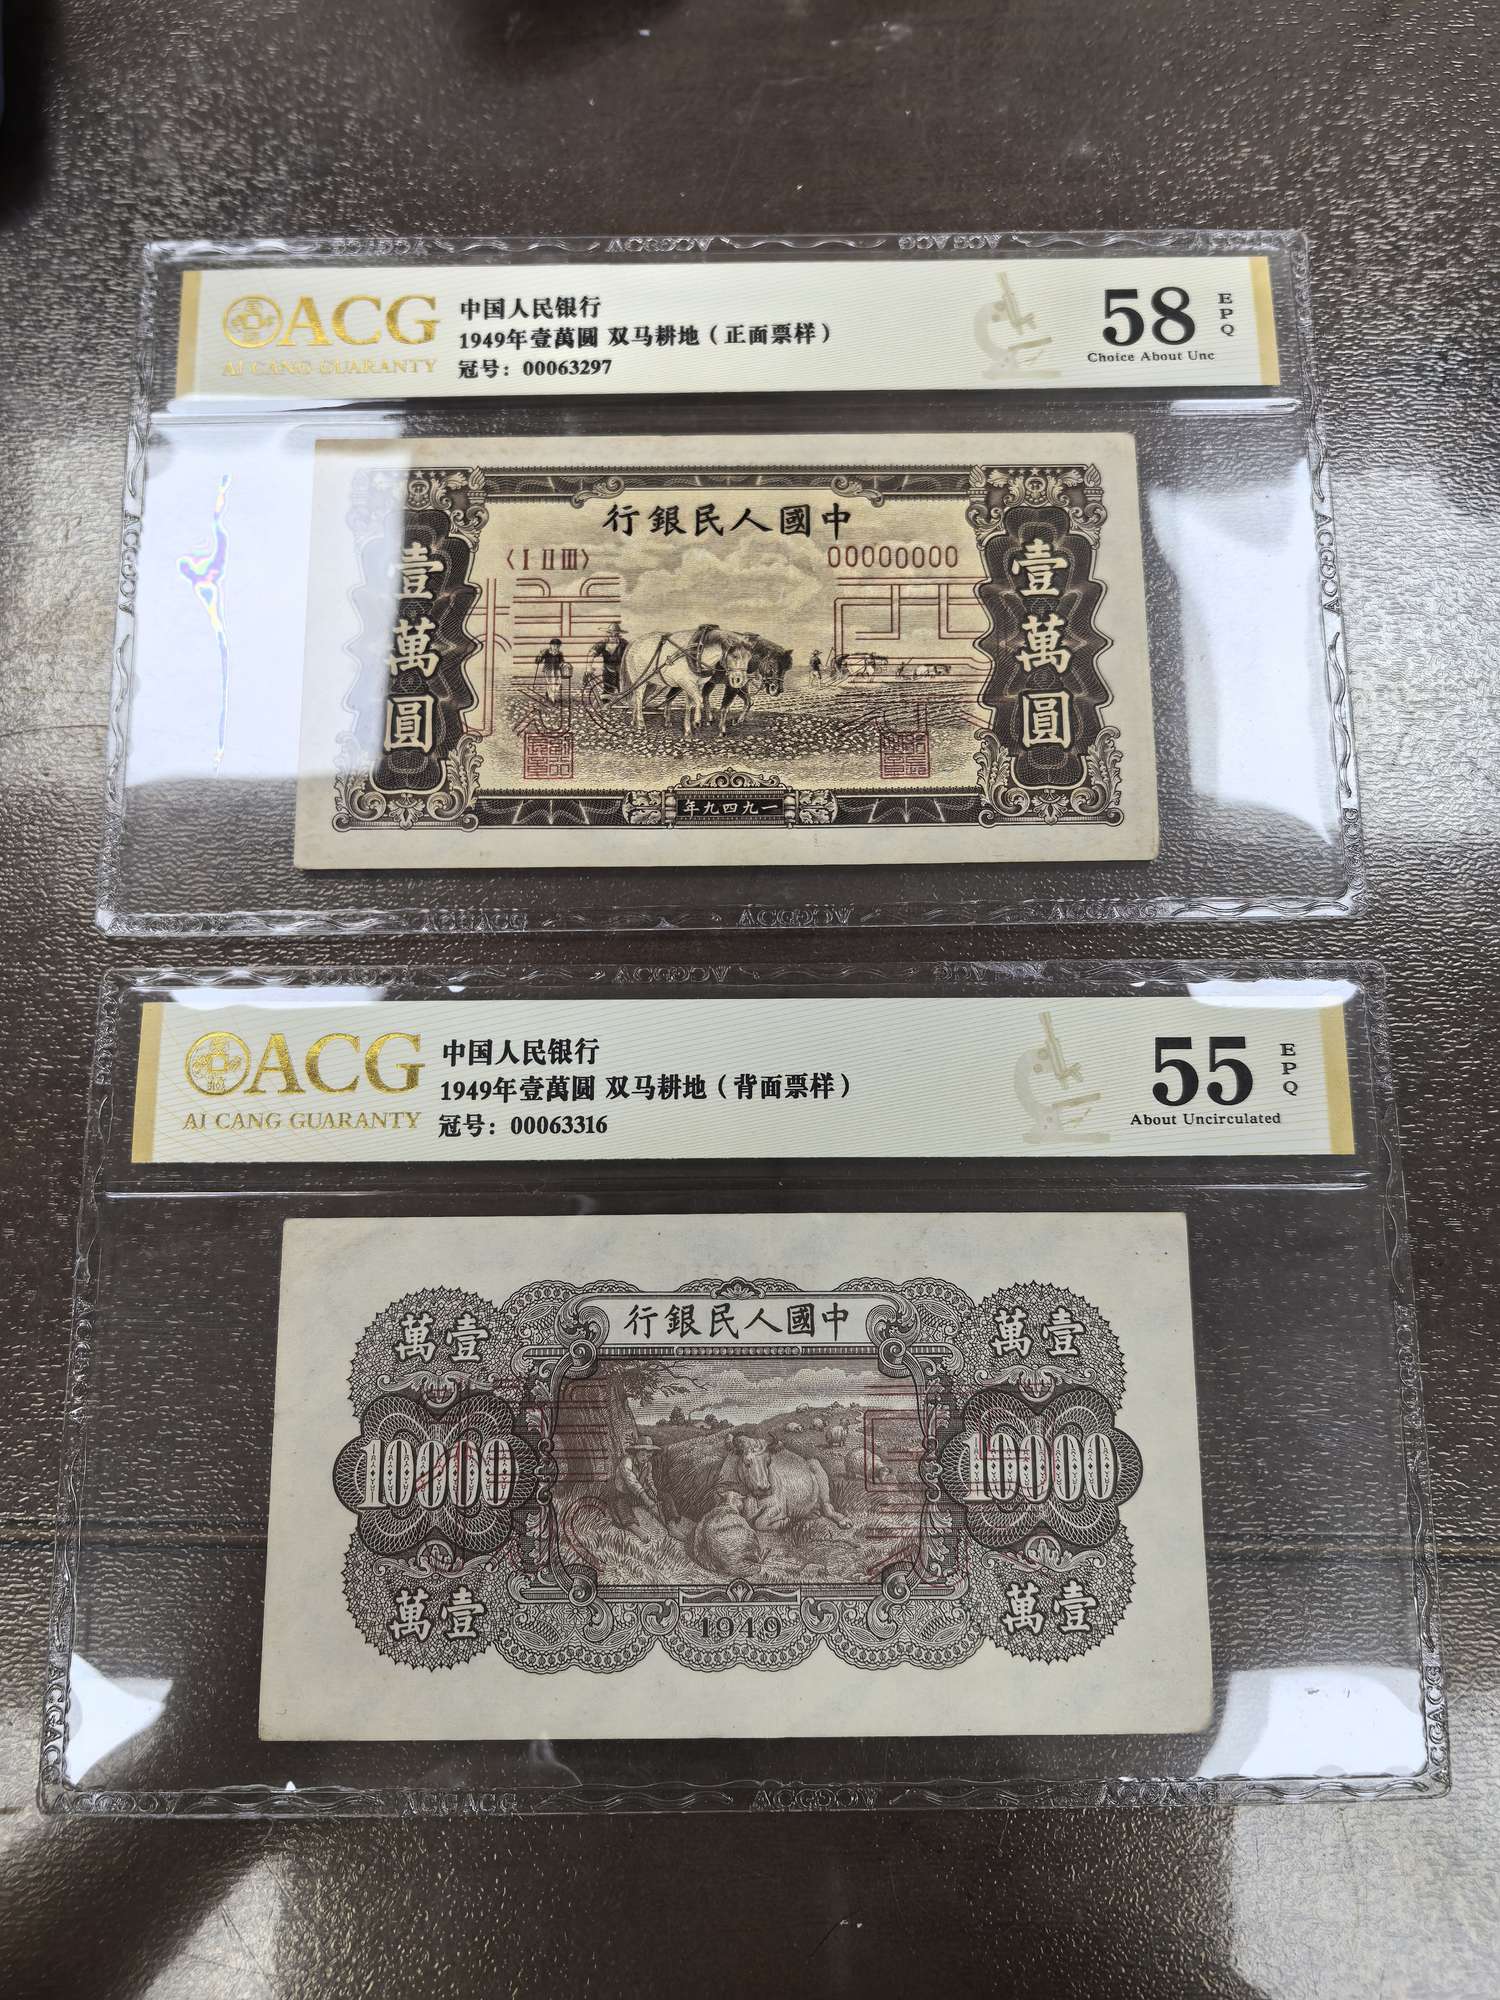 ACG
AI CANG GUARANTY
中国人民银行
1949年壹萬圓 双马耕地（正面票样）
冠号：00063297
58
EPQ
Choice About Unc
行銀民人國中
〈I II III〉
00000000
壹萬圓
壹萬圓
樣
票
年九四九一
ACG
AI CANG GUARANTY
中国人民银行
1949年壹萬圓 双马耕地（背面票样）
冠号：00063316
55
EPQ
About Uncirculated
行銀民人國中
萬壹
萬壹
10000
10000
萬壹
萬壹
1949